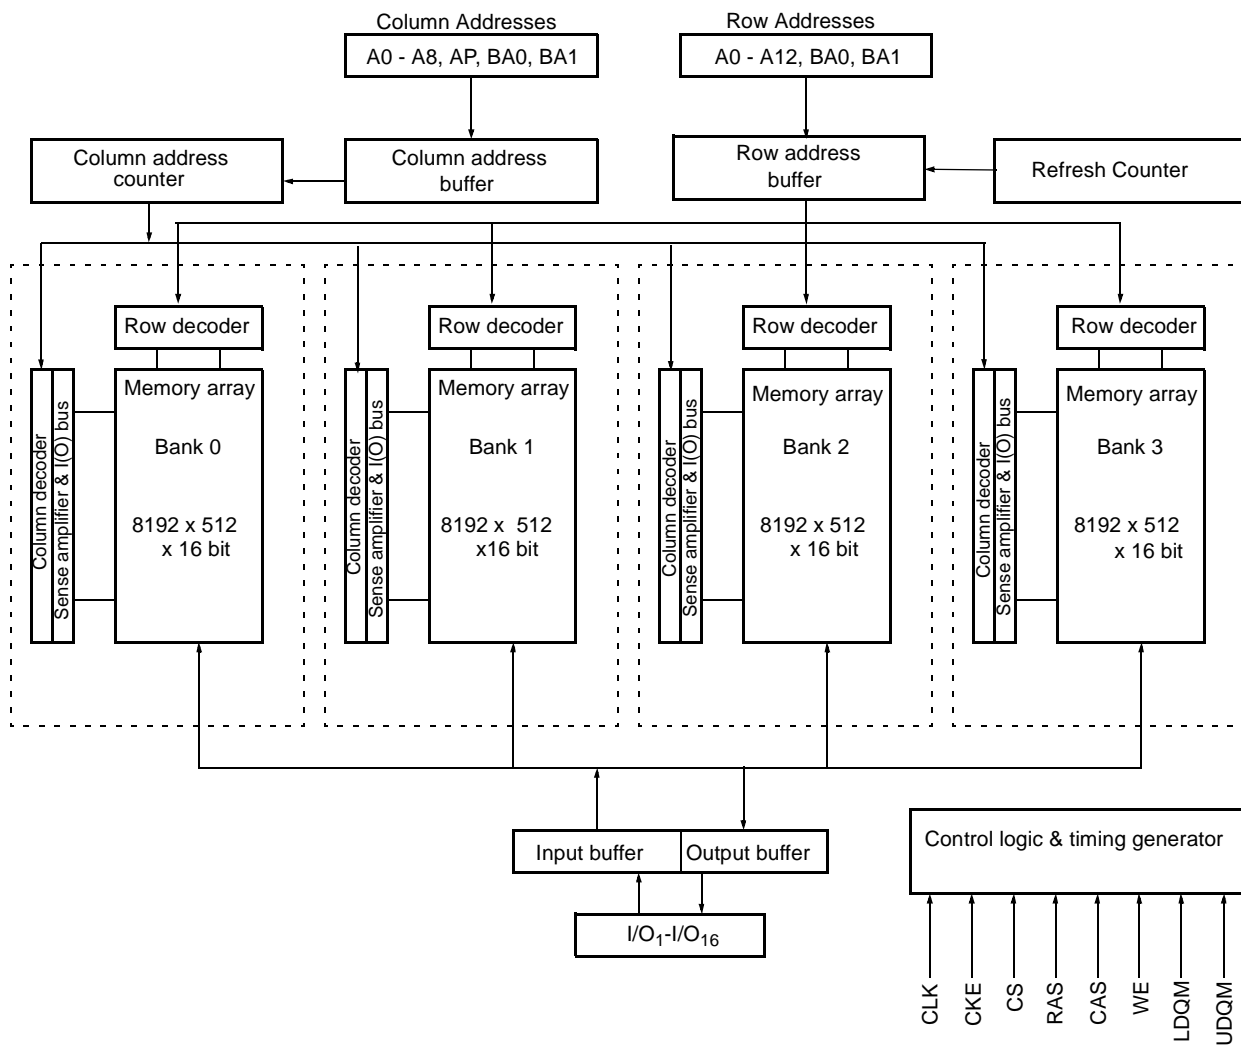 Column Addresses
Row Addresses
A0 - A8, AP, BA0, BA1
A0 - A12, BA0, BA1
Column address
counter
Column address
buffer
Row address
buffer
Refresh Counter
Row decoder
Row decoder
Row decoder
Row decoder
Column decoder
Sense amplifier & I(O) bus
Memory array
Bank 0
8192 x 512
x 16 bit
Column decoder
Sense amplifier & I(O) bus
Memory array
Bank 1
8192 x 512
x16 bit
Column decoder
Sense amplifier & I(O) bus
Memory array
Bank 2
8192 x 512
x 16 bit
Column decoder
Sense amplifier & I(O) bus
Memory array
Bank 3
8192 x 512
x 16 bit
Input buffer
Output buffer
I/O1-I/O16
Control logic & timing generator
CLK
CKE
CS
RAS
CAS
WE
LDQM
UDQM